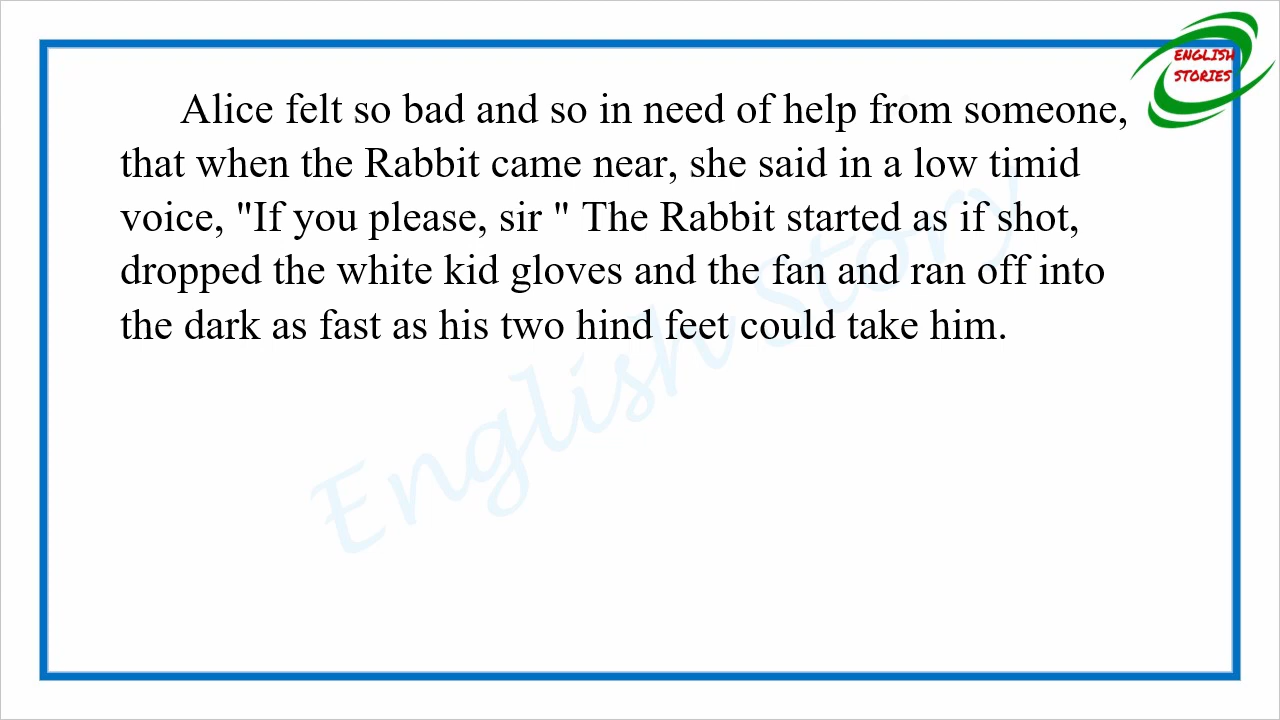 ENGLISH
STORIES
Alice felt so bad and so in need of help from someone,
that when the Rabbit came near, she said in a low timid
voice, "If you please, sir " The Rabbit started as if shot,
dropped the white kid gloves and the fan and ran off into
the dark as fast as his two hind feet could take him.
English Story